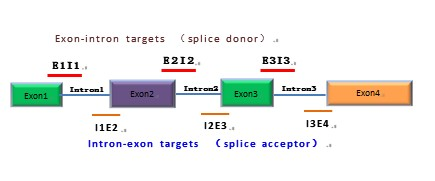 Exon-intron targets （splice donor）
E1I1 E2I2 E3I3
Exon1 Intron1 Exon2 Intron2 Exon3 Intron3 Exon4
I1E2 I2E3 I3E4
Intron-exon targets （splice acceptor）